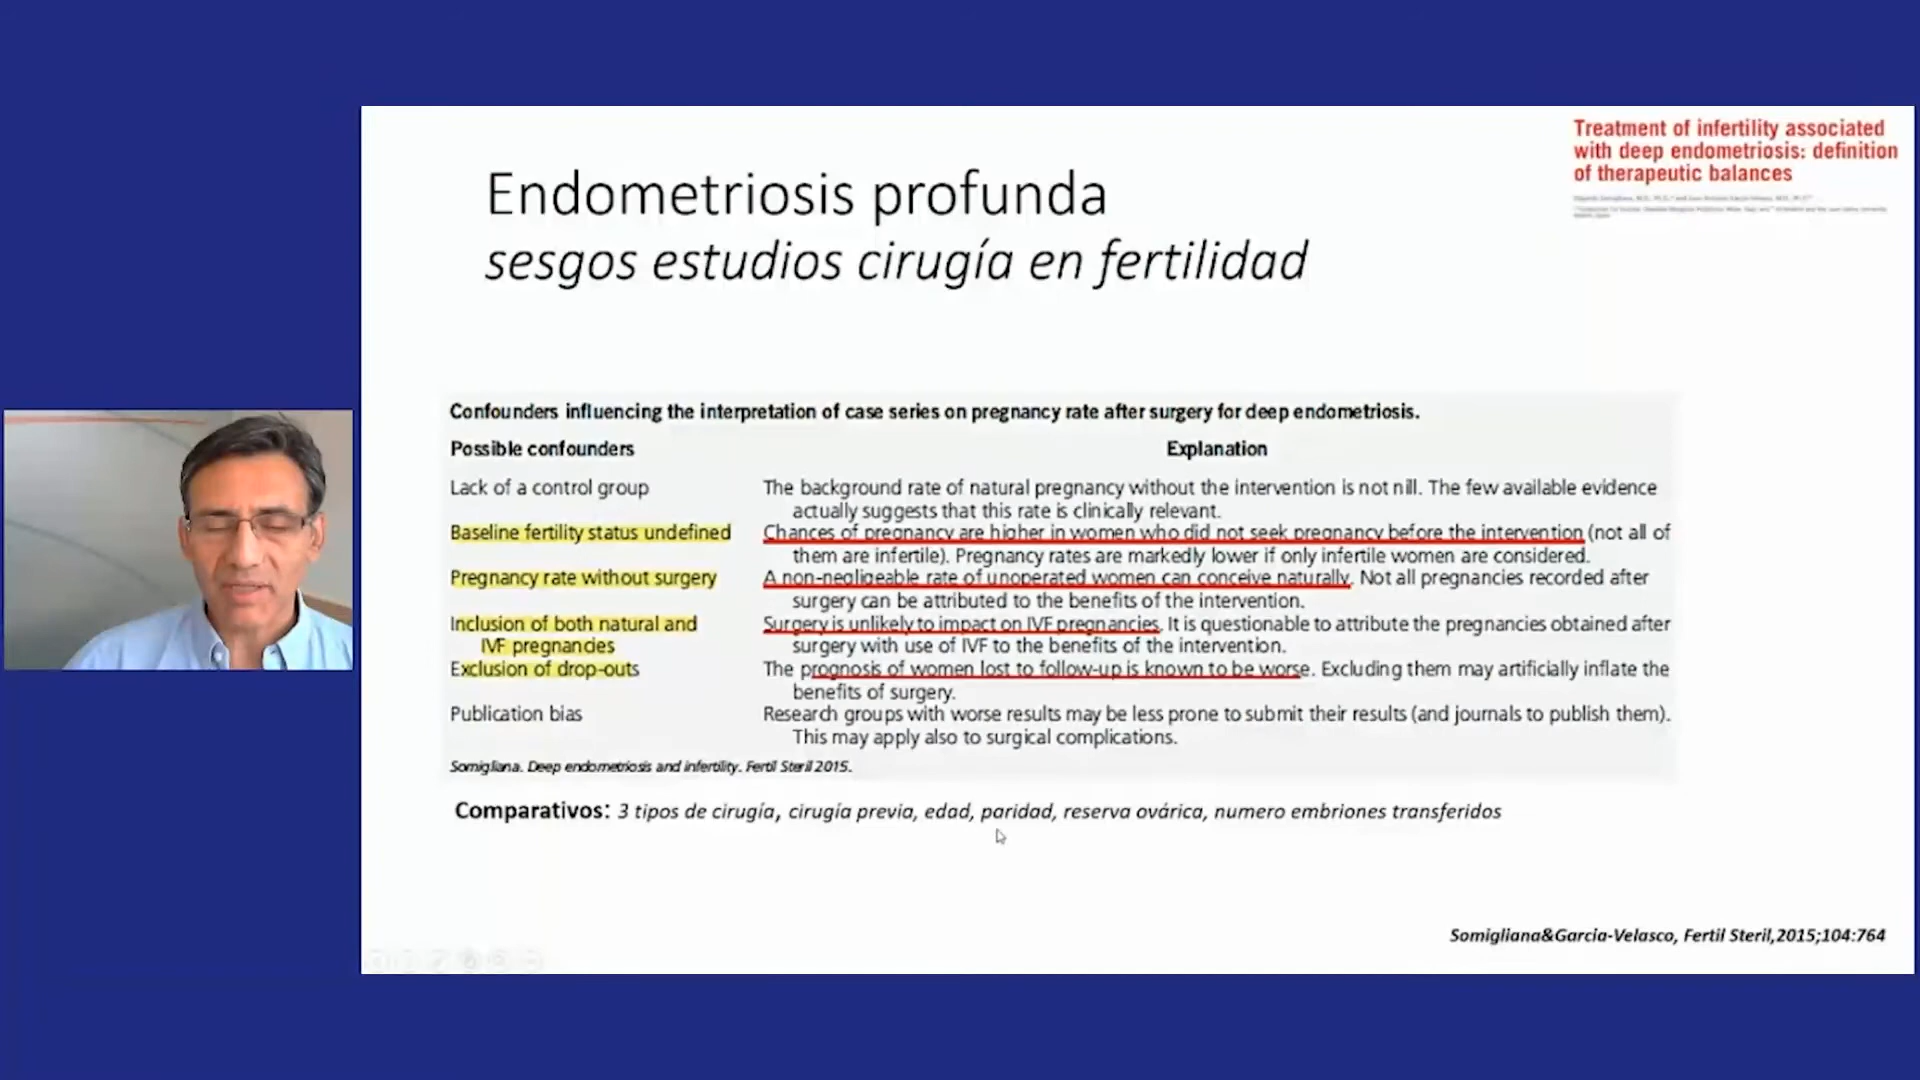 Treatment of infertility associated
with deep endometriosis: definition
of therapeutic balances
Endometriosis profunda
sesgos estudios cirugía en fertilidad
Confounders influencing the interpretation of case series on pregnancy rate after surgery for deep endometriosis.
Possible confounders Explanation
Lack of a control group The background rate of natural pregnancy without the intervention is not nill. The few available evidence
actually suggests that this rate is clinically relevant.
Baseline fertility status undefined Chances of pregnancy are higher in women who did not seek pregnancy before the intervention (not all of
them are infertile). Pregnancy rates are markedly lower if only infertile women are considered.
Pregnancy rate without surgery A non-negligeable rate of unoperated women can conceive naturally. Not all pregnancies recorded after
surgery can be attributed to the benefits of the intervention.
Inclusion of both natural and Surgery is unlikely to impact on IVF pregnancies. It is questionable to attribute the pregnancies obtained after
IVF pregnancies surgery with use of IVF to the benefits of the intervention.
Exclusion of drop-outs The prognosis of women lost to follow-up is known to be worse. Excluding them may artificially inflate the
benefits of surgery.
Publication bias Research groups with worse results may be less prone to submit their results (and journals to publish them).
This may apply also to surgical complications.
Somigliana. Deep endometriosis and infertility. Fertil Steril 2015.
Comparativos: 3 tipos de cirugía, cirugía previa, edad, paridad, reserva ovárica, numero embriones transferidos
Somigliana&Garcia-Velasco, Fertil Steril,2015;104:764